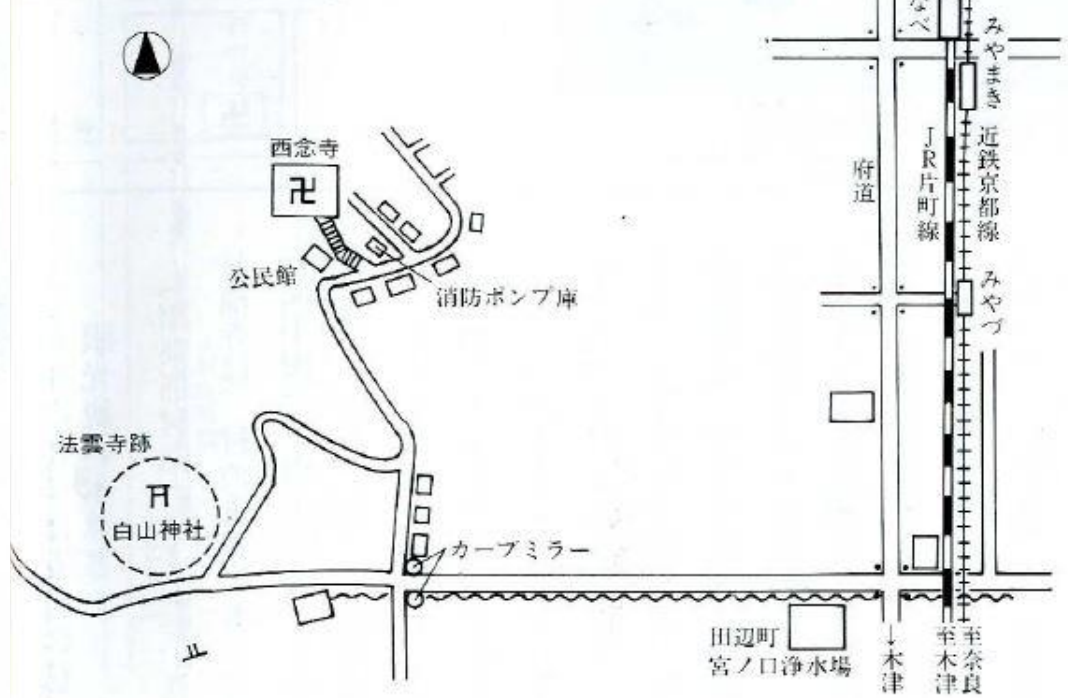 なべ
みやまき
西念寺
卍
公民館
消防ポンプ庫
府道
JR片町線
近鉄京都線
みやづ
法雲寺跡
白山神社
カーブミラー
田辺町
宮ノ口浄水場
↓木津
至木津
至奈良